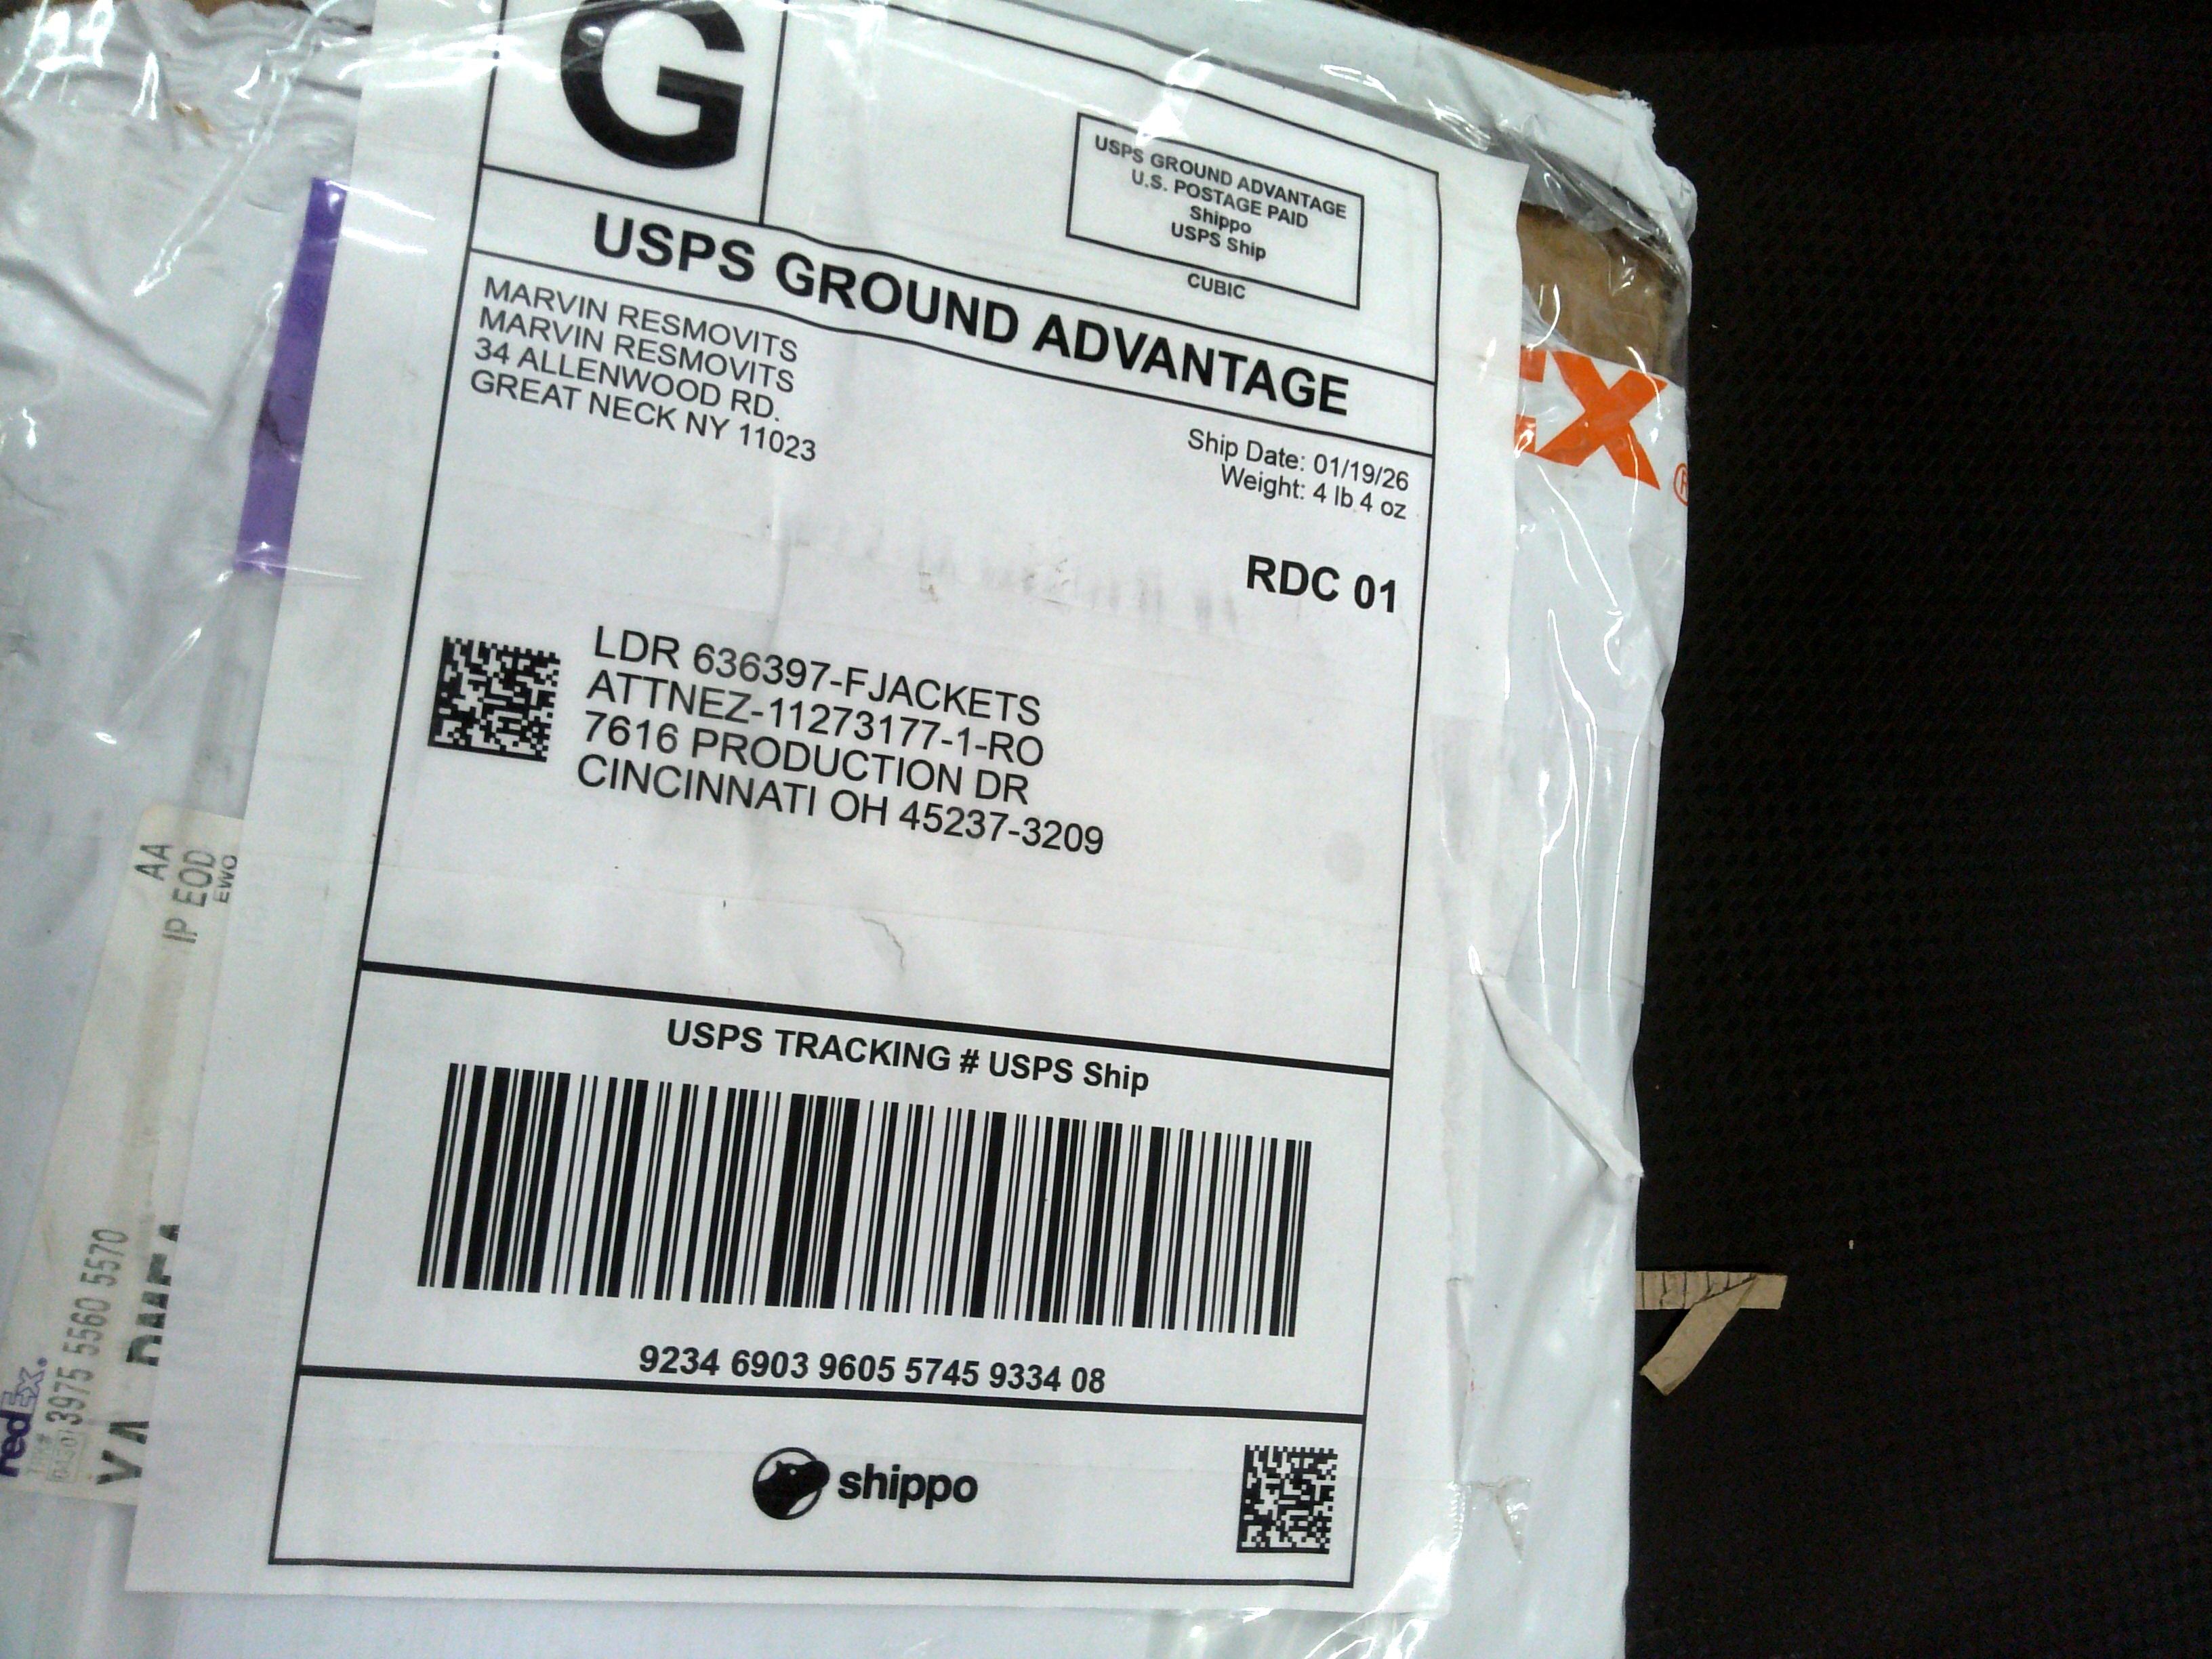 G
USPS GROUND ADVANTAGE
U.S. POSTAGE PAID
Shippo
USPS Ship
CUBIC
USPS GROUND ADVANTAGE
MARVIN RESMOVITS
MARVIN RESMOVITS
34 ALLENWOOD RD.
GREAT NECK NY 11023
Ship Date: 01/19/26
Weight: 4 lb 4 oz
RDC 01
LDR 636397-FJACKETS
ATTNEZ-11273177-1-RO
7616 PRODUCTION DR
CINCINNATI OH 45237-3209
USPS TRACKING # USPS Ship
9234 6903 9605 5745 9334 08
shippo
EX®
AA
IP EOD
EWO
FedEx®
TRK#
3975 5560 5570